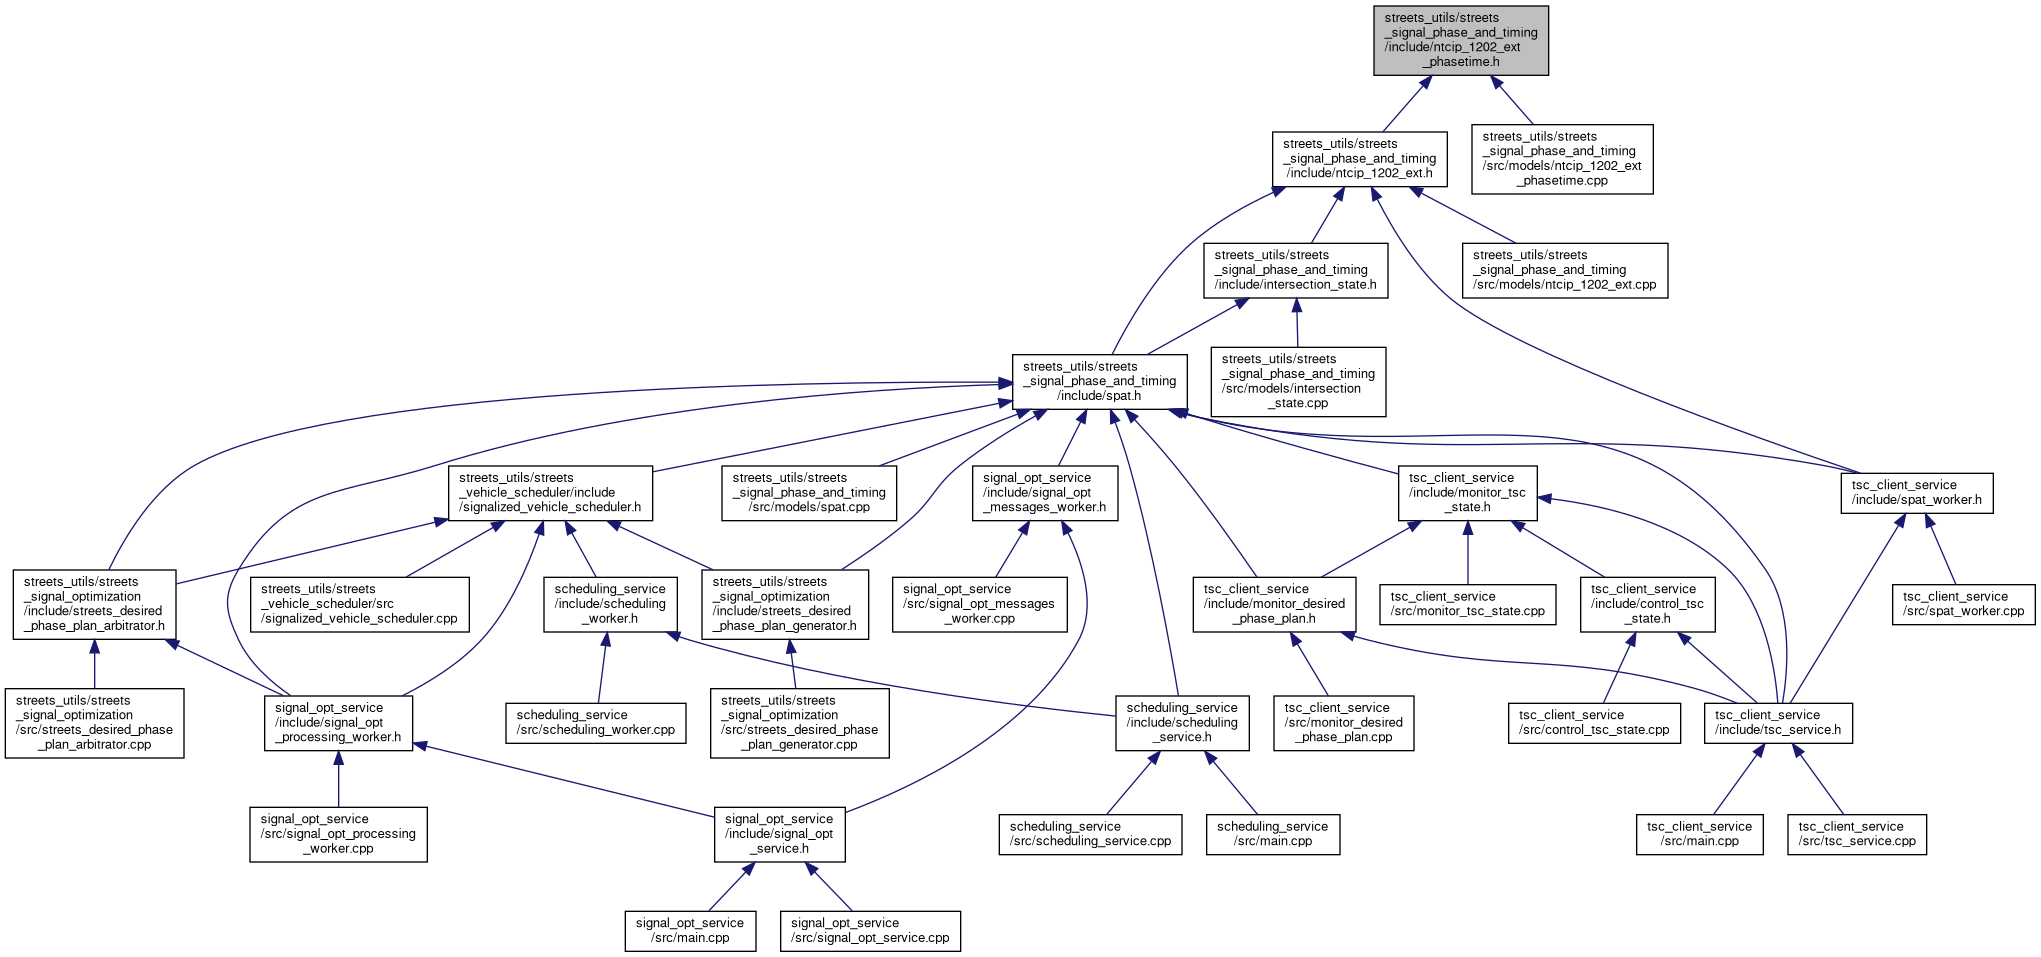 streets_utils/streets
_signal_phase_and_timing
/include/ntcip_1202_ext
_phasetime.h
streets_utils/streets
_signal_phase_and_timing
/include/ntcip_1202_ext.h
streets_utils/streets
_signal_phase_and_timing
/src/models/ntcip_1202_ext
_phasetime.cpp
streets_utils/streets
_signal_phase_and_timing
/include/intersection_state.h
streets_utils/streets
_signal_phase_and_timing
/src/models/ntcip_1202_ext.cpp
streets_utils/streets
_signal_phase_and_timing
/include/spat.h
streets_utils/streets
_signal_phase_and_timing
/src/models/intersection
_state.cpp
streets_utils/streets
_vehicle_scheduler/include
/signalized_vehicle_scheduler.h
streets_utils/streets
_signal_phase_and_timing
/src/models/spat.cpp
signal_opt_service
/include/signal_opt
_messages_worker.h
tsc_client_service
/include/monitor_tsc
_state.h
tsc_client_service
/include/spat_worker.h
streets_utils/streets
_signal_optimization
/include/streets_desired
_phase_plan_arbitrator.h
streets_utils/streets
_vehicle_scheduler/src
/signalized_vehicle_scheduler.cpp
scheduling_service
/include/scheduling
_worker.h
streets_utils/streets
_signal_optimization
/include/streets_desired
_phase_plan_generator.h
signal_opt_service
/src/signal_opt_messages
_worker.cpp
tsc_client_service
/include/monitor_desired
_phase_plan.h
tsc_client_service
/src/monitor_tsc_state.cpp
tsc_client_service
/include/control_tsc
_state.h
tsc_client_service
/src/spat_worker.cpp
streets_utils/streets
_signal_optimization
/src/streets_desired_phase
_plan_arbitrator.cpp
signal_opt_service
/include/signal_opt
_processing_worker.h
scheduling_service
/src/scheduling_worker.cpp
streets_utils/streets
_signal_optimization
/src/streets_desired_phase
_plan_generator.cpp
scheduling_service
/include/scheduling
_service.h
tsc_client_service
/src/monitor_desired
_phase_plan.cpp
tsc_client_service
/src/control_tsc_state.cpp
tsc_client_service
/include/tsc_service.h
signal_opt_service
/src/signal_opt_processing
_worker.cpp
signal_opt_service
/include/signal_opt
_service.h
scheduling_service
/src/scheduling_service.cpp
scheduling_service
/src/main.cpp
tsc_client_service
/src/main.cpp
tsc_client_service
/src/tsc_service.cpp
signal_opt_service
/src/main.cpp
signal_opt_service
/src/signal_opt_service.cpp